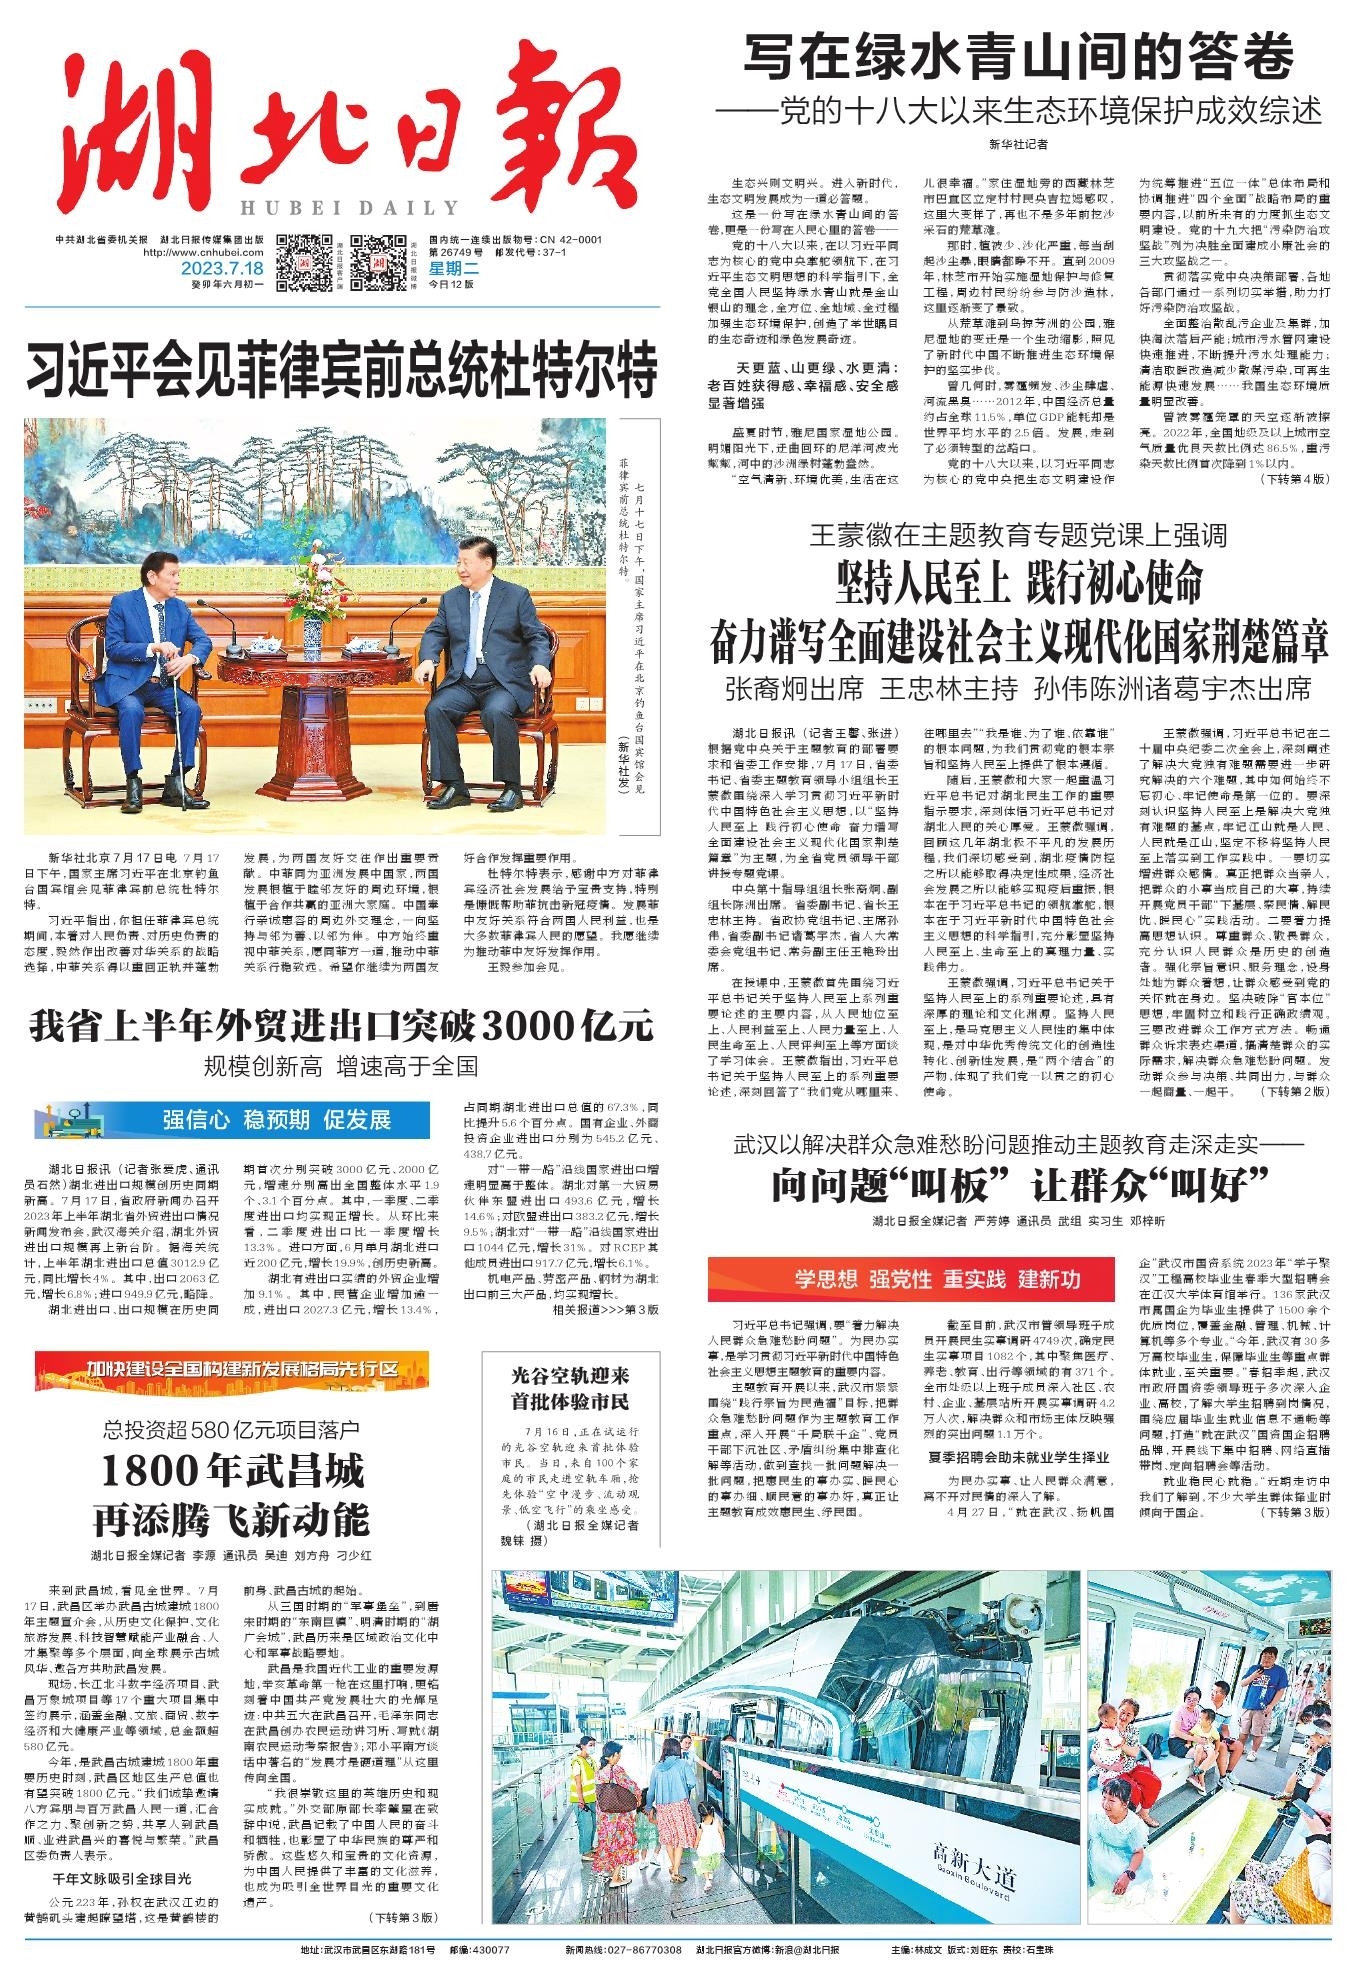 湖北日報
HUBEI DAILY
中共湖北省委机关报 湖北日报传媒集团出版
http://www.cnhubei.com
2023.7.18
癸卯年六月初一
湖北日报客户端
湖北日报微博
国内统一连续出版物号:CN 42-0001
第26749号 邮发代号:37-1
星期二
今日12版
习近平会见菲律宾前总统杜特尔特
七月十七日下午,国家主席习近平在北京钓鱼台国宾馆会见
菲律宾前总统杜特尔特。
(新华社发)
新华社北京7月17日电 7月17
日下午,国家主席习近平在北京钓鱼
台国宾馆会见菲律宾前总统杜特尔
特。
习近平指出,你担任菲律宾总统
期间,本着对人民负责、对历史负责的
态度,毅然作出改善对华关系的战略
选择,中菲关系得以重回正轨并蓬勃
发展,为两国友好交往作出重要贡
献。中菲同为亚洲发展中国家,两国
发展根植于睦邻友好的周边环境,根
植于合作共赢的亚洲大家庭。中国奉
行亲诚惠容的周边外交理念,一向坚
持与邻为善、以邻为伴。中方始终重
视中菲关系,愿同菲方一道,推动中菲
关系行稳致远。希望你继续为两国友
好合作发挥重要作用。
杜特尔特表示,感谢中方对菲律
宾经济社会发展给予宝贵支持,特别
是慷慨帮助菲抗击新冠疫情。发展菲
中友好关系符合两国人民利益,也是
大多数菲律宾人民的愿望。我愿继续
为推动菲中友好发挥作用。
王毅参加会见。
我省上半年外贸进出口突破3000亿元
规模创新高 增速高于全国
强信心 稳预期 促发展
湖北日报讯(记者张爱虎、通讯
员石然)湖北进出口规模创历史同期
新高。7月17日,省政府新闻办召开
2023年上半年湖北省外贸进出口情况
新闻发布会,武汉海关介绍,湖北外贸
进出口规模再上新台阶。据海关统
计,上半年湖北进出口总值3012.9亿
元,同比增长4%。其中,出口2063亿
元,增长6.8%;进口949.9亿元,略降。
湖北进出口、出口规模在历史同
期首次分别突破3000亿元、2000亿
元,增速分别高出全国整体水平1.9
个、3.1个百分点。其中,一季度、二季
度进出口均实现正增长。从环比来
看,二季度进出口比一季度增长
13.3%。进口方面,6月单月湖北进口
近200亿元,增长19.9%,创历史新高。
湖北有进出口实绩的外贸企业增
加9.1%。其中,民营企业增加逾一
成,进出口2027.3亿元,增长13.4%,
占同期湖北进出口总值的67.3%,同
比提升5.6个百分点。国有企业、外商
投资企业进出口分别为545.2亿元、
438.7亿元。
对“一带一路”沿线国家进出口增
速明显高于整体。湖北对第一大贸易
伙伴东盟进出口493.6亿元,增长
14.6%;对欧盟进出口383.2亿元,增长
9.5%;湖北对“一带一路”沿线国家进出
口1044亿元,增长31%。对RCEP其
他成员进出口917.7亿元,增长6.1%。
机电产品、劳密产品、钢材为湖北
出口前三大产品,均实现增长。
相关报道>>>第3版
加快建设全国构建新发展格局先行区
总投资超580亿元项目落户
1800年武昌城
再添腾飞新动能
湖北日报全媒记者 李源 通讯员 吴迪 刘方舟 刁少红
来到武昌城,看见全世界。7月
17日,武昌区举办武昌古城建城1800
年主题宣介会,从历史文化保护、文化
旅游发展、科技智慧赋能产业融合、人
才集聚等多个层面,向全球展示古城
风华、邀各方共助武昌发展。
现场,长江北斗数字经济项目、武
昌万象城项目等17个重大项目集中
签约展示,涵盖金融、文旅、商贸、数字
经济和大健康产业等领域,总金额超
580亿元。
今年,是武昌古城建城1800年重
要历史时刻,武昌区地区生产总值也
有望突破1800亿元。“我们诚挚邀请
八方宾朋与百万武昌人民一道,汇合
作之力、聚创新之势,共享人到武昌
顺、业进武昌兴的喜悦与繁荣。”武昌
区委负责人表示。
千年文脉吸引全球目光
公元223年,孙权在武汉江边的
黄鹄矶头建起瞭望塔,这是黄鹤楼的
前身、武昌古城的起始。
从三国时期的“军事堡垒”,到唐
宋时期的“东南巨镇”、明清时期的“湖
广会城”,武昌历来是区域政治文化中
心和军事战略要地。
武昌是我国近代工业的重要发源
地,辛亥革命第一枪在这里打响,更铭
刻着中国共产党发展壮大的光辉足
迹:中共五大在武昌召开,毛泽东同志
在武昌创办农民运动讲习所、写就《湖
南农民运动考察报告》;邓小平南方谈
话中著名的“发展才是硬道理”从这里
传向全国。
“我很崇敬这里的英雄历史和现
实成就。”外交部原部长李肇星在致
辞中说,武昌记载了中国人民的奋斗
和牺牲,也彰显了中华民族的尊严和
骄傲。这些悠久和宝贵的文化资源,
为中国人民提供了丰富的文化滋养,
也成为吸引全世界目光的重要文化
遗产。
(下转第3版)
光谷空轨迎来
首批体验市民
7月16日,正在试运行
的光谷空轨迎来首批体验
市民。当日,来自100个家
庭的市民走进空轨车厢,抢
先体验“空中漫步、流动观
景、低空飞行”的乘坐感受。
(湖北日报全媒记者
魏铼 摄)
高新大道
Gaoxin Boulevard
写在绿水青山间的答卷
——党的十八大以来生态环境保护成效综述
新华社记者
生态兴则文明兴。进入新时代,
生态文明发展成为一道必答题。
这是一份写在绿水青山间的答
卷,更是一份写在人民心里的答卷——
党的十八大以来,在以习近平同
志为核心的党中央掌舵领航下,在习
近平生态文明思想的科学指引下,全
党全国人民坚持绿水青山就是金山
银山的理念,全方位、全地域、全过程
加强生态环境保护,创造了举世瞩目
的生态奇迹和绿色发展奇迹。
天更蓝、山更绿、水更清:
老百姓获得感、幸福感、安全感
显著增强
盛夏时节,雅尼国家湿地公园。
明媚阳光下,迂曲回环的尼洋河波光
粼粼,河中的沙洲绿树蓬勃盎然。
“空气清新、环境优美,生活在这
儿很幸福。”家住湿地旁的西藏林芝
市巴宜区立定村村民央吉拉姆感叹,
这里大变样了,再也不是多年前挖沙
采石的荒草滩。
那时,植被少、沙化严重,每当刮
起沙尘暴,眼睛都睁不开。直到2009
年,林芝市开始实施湿地保护与修复
工程,周边村民纷纷参与防沙造林,
这里逐渐变了景致。
从荒草滩到鸟掠芳洲的公园,雅
尼湿地的变迁是一个生动缩影,照见
了新时代中国不断推进生态环境保
护的坚实步伐。
曾几何时,雾霾频发、沙尘肆虐、
河流黑臭……2012年,中国经济总量
约占全球11.5%,单位GDP能耗却是
世界平均水平的2.5倍。发展,走到
了必须转型的岔路口。
党的十八大以来,以习近平同志
为核心的党中央把生态文明建设作
为统筹推进“五位一体”总体布局和
协调推进“四个全面”战略布局的重
要内容,以前所未有的力度抓生态文
明建设。党的十九大把“污染防治攻
坚战”列为决胜全面建成小康社会的
三大攻坚战之一。
贯彻落实党中央决策部署,各地
各部门通过一系列切实举措,助力打
好污染防治攻坚战。
全面整治散乱污企业及集群,加
快淘汰落后产能;城市污水管网建设
快速推进,不断提升污水处理能力;
清洁取暖改造减少散煤污染,可再生
能源快速发展……我国生态环境质
量明显改善。
曾被雾霾笼罩的天空逐渐被擦
亮。2022年,全国地级及以上城市空
气质量优良天数比例达86.5%,重污
染天数比例首次降到1%以内。
(下转第4版)
王蒙徽在主题教育专题党课上强调
坚持人民至上 践行初心使命
奋力谱写全面建设社会主义现代化国家荆楚篇章
张裔炯出席 王忠林主持 孙伟陈洲诸葛宇杰出席
湖北日报讯(记者王馨、张进)
根据党中央关于主题教育的部署要
求和省委工作安排,7月17日,省委
书记、省委主题教育领导小组组长王
蒙徽围绕深入学习贯彻习近平新时
代中国特色社会主义思想,以“坚持
人民至上 践行初心使命 奋力谱写
全面建设社会主义现代化国家荆楚
篇章”为主题,为全省党员领导干部
讲授专题党课。
中央第十指导组组长张裔炯、副
组长陈洲出席。省委副书记、省长王
忠林主持。省政协党组书记、主席孙
伟,省委副书记诸葛宇杰,省人大常
委会党组书记、常务副主任王艳玲出
席。
在授课中,王蒙徽首先围绕习近
平总书记关于坚持人民至上系列重
要论述的主要内容,从人民地位至
上、人民利益至上、人民力量至上、人
民生命至上、人民评判至上等方面谈
了学习体会。王蒙徽指出,习近平总
书记关于坚持人民至上的系列重要
论述,深刻回答了“我们党从哪里来、
往哪里去”“我是谁、为了谁、依靠谁”
的根本问题,为我们贯彻党的根本宗
旨和坚持人民至上提供了根本遵循。
随后,王蒙徽和大家一起重温习
近平总书记对湖北民生工作的重要
指示要求,深刻体悟习近平总书记对
湖北人民的关心厚爱。王蒙徽强调,
回顾这几年湖北极不平凡的发展历
程,我们深切感受到,湖北疫情防控
之所以能够取得决定性成果,经济社
会发展之所以能够实现疫后重振,根
本在于习近平总书记的领航掌舵,根
本在于习近平新时代中国特色社会
主义思想的科学指引,充分彰显坚持
人民至上、生命至上的真理力量、实
践伟力。
王蒙徽强调,习近平总书记关于
坚持人民至上的系列重要论述,具有
深厚的理论和文化渊源。坚持人民
至上,是马克思主义人民性的集中体
现,是对中华优秀传统文化的创造性
转化、创新性发展,是“两个结合”的
产物,体现了我们党一以贯之的初心
使命。
王蒙徽强调,习近平总书记在二
十届中央纪委二次全会上,深刻阐述
了解决大党独有难题需要进一步研
究解决的六个难题,其中如何始终不
忘初心、牢记使命是第一位的。要深
刻认识坚持人民至上是解决大党独
有难题的基点,牢记江山就是人民、
人民就是江山,坚定不移将坚持人民
至上落实到工作实践中。一要切实
增进群众感情。真正把群众当亲人,
把群众的小事当成自己的大事,持续
开展党员干部“下基层、察民情、解民
忧、暖民心”实践活动。二要着力提
高思想认识。尊重群众、敬畏群众,
充分认识人民群众是历史的创造
者。强化宗旨意识、服务理念,设身
处地为群众着想,让群众感受到党的
关怀就在身边。坚决破除“官本位”
思想,牢固树立和践行正确政绩观。
三要改进群众工作方式方法。畅通
群众诉求表达渠道,搞清楚群众的实
际需求,解决群众急难愁盼问题。发
动群众参与决策、共同出力,与群众
一起商量、一起干。 (下转第2版)
武汉以解决群众急难愁盼问题推动主题教育走深走实——
向问题“叫板” 让群众“叫好”
湖北日报全媒记者 严芳婷 通讯员 武组 实习生 邓梓昕
学思想 强党性 重实践 建新功
习近平总书记强调,要“着力解决
人民群众急难愁盼问题”。为民办实
事,是学习贯彻习近平新时代中国特色
社会主义思想主题教育的重要内容。
主题教育开展以来,武汉市紧紧
围绕“践行宗旨为民造福”目标,把群
众急难愁盼问题作为主题教育工作
重点,深入开展“千局联千企”、党员
干部下沉社区、矛盾纠纷集中排查化
解等活动,做到查找一批问题解决一
批问题,把惠民生的事办实、暖民心
的事办细、顺民意的事办好,真正让
主题教育成效惠民生、纾民困。
截至目前,武汉市管领导班子成
员开展民生实事调研4749次,确定民
生实事项目1082个,其中聚焦医疗、
养老、教育、出行等领域的有371个。
全市处级以上班子成员深入社区、农
村、企业、基层站所开展实事调研4.2
万人次,解决群众和市场主体反映强
烈的突出问题1.1万个。
夏季招聘会助未就业学生择业
为民办实事、让人民群众满意,
离不开对民情的深入了解。
4月27日,“就在武汉、扬帆国
企”武汉市国资系统2023年“学子聚
汉”工程高校毕业生春季大型招聘会
在江汉大学体育馆举行。136家武汉
市属国企为毕业生提供了1500余个
优质岗位,覆盖金融、管理、机械、计
算机等多个专业。“今年,武汉有30多
万高校毕业生,保障毕业生等重点群
体就业,至关重要。”春招季起,武汉
市政府国资委领导班子多次深入企
业、高校,了解大学生招聘到岗情况,
围绕应届毕业生就业信息不通畅等
问题,打造“就在武汉”国资国企招聘
品牌,开展线下集中招聘、网络直播
带岗、定向招聘会等活动。
就业稳民心就稳。“近期走访中
我们了解到,不少大学生群体择业时
倾向于国企。 (下转第3版)
地址:武汉市武昌区东湖路181号 邮编:430077 新闻热线:027-86770308 湖北日报官方微博:新浪@湖北日报 主编:林成文 版式:刘旺东 责校:石宝珠